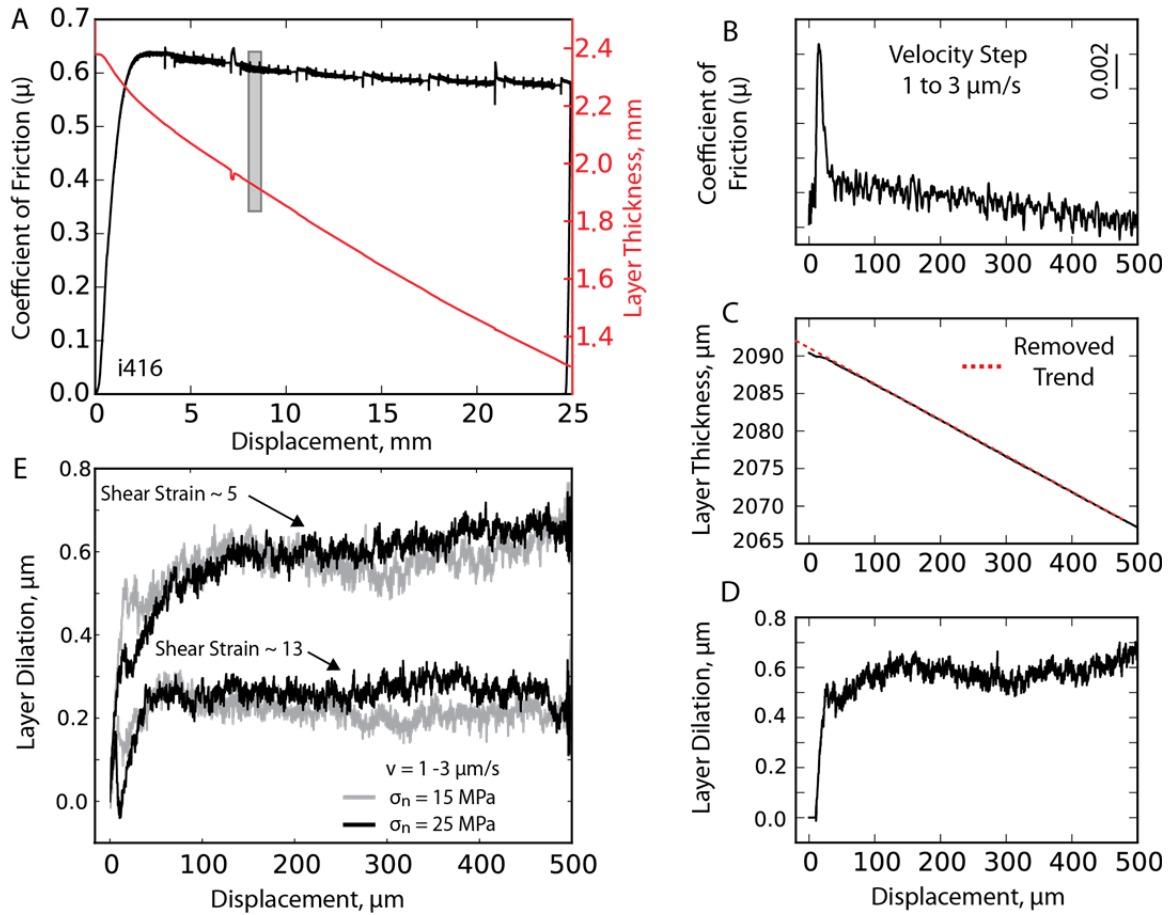 A
0.7
0.6
0.5
0.4
0.3
0.2
0.1
0.0
Coefficient of Friction (μ)
2.4
2.2
2.0
1.8
1.6
1.4
Layer Thickness, mm
i416
0
5
10
15
20
25
Displacement, mm
B
Velocity Step
1 to 3 μm/s
0.002
Coefficient of
Friction (μ)
0
100
200
300
400
500
C
Removed
Trend
2090
2085
2080
2075
2070
2065
Layer Thickness, μm
0
100
200
300
400
500
D
0.8
0.6
0.4
0.2
0.0
Layer Dilation, μm
0
100
200
300
400
500
Displacement, μm
E
0.8
0.6
0.4
0.2
0.0
Layer Dilation, μm
Shear Strain ~ 5
Shear Strain ~ 13
v = 1 -3 μm/s
σn = 15 MPa
σn = 25 MPa
0
100
200
300
400
500
Displacement, μm